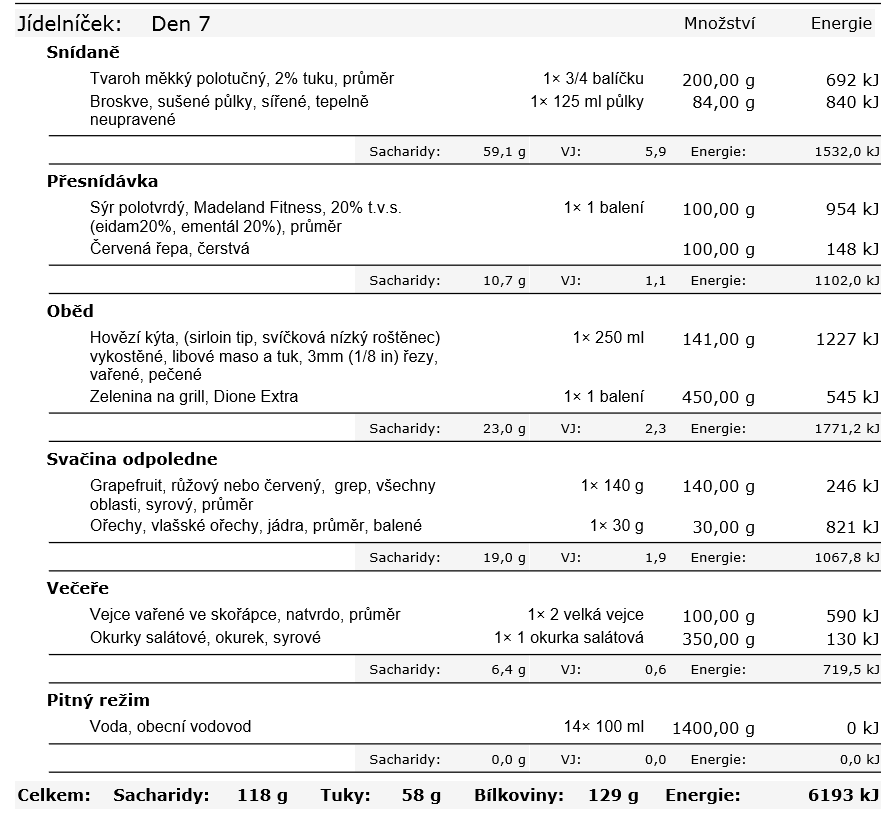 Jídelníček: Den 7 Množství Energie
Snídaně
Tvaroh měkký polotučný, 2% tuku, průměr 1× 3/4 balíčku 200,00 g 692 kJ
Broskve, sušené půlky, sířené, tepelně 1× 125 ml půlky 84,00 g 840 kJ
neupravené
Sacharidy: 59,1 g VJ: 5,9 Energie: 1532,0 kJ
Přesnídávka
Sýr polotvrdý, Madeland Fitness, 20% t.v.s. 1× 1 balení 100,00 g 954 kJ
(eidam20%, ementál 20%), průměr
Červená řepa, čerstvá 100,00 g 148 kJ
Sacharidy: 10,7 g VJ: 1,1 Energie: 1102,0 kJ
Oběd
Hovězí kýta, (sirloin tip, svíčková nízký roštěnec) 1× 250 ml 141,00 g 1227 kJ
vykostěné, libové maso a tuk, 3mm (1/8 in) řezy,
vařené, pečené
Zelenina na grill, Dione Extra 1× 1 balení 450,00 g 545 kJ
Sacharidy: 23,0 g VJ: 2,3 Energie: 1771,2 kJ
Svačina odpoledne
Grapefruit, růžový nebo červený, grep, všechny 1× 140 g 140,00 g 246 kJ
oblasti, syrový, průměr
Ořechy, vlašské ořechy, jádra, průměr, balené 1× 30 g 30,00 g 821 kJ
Sacharidy: 19,0 g VJ: 1,9 Energie: 1067,8 kJ
Večeře
Vejce vařené ve skořápce, natvrdo, průměr 1× 2 velká vejce 100,00 g 590 kJ
Okurky salátové, okurek, syrové 1× 1 okurka salátová 350,00 g 130 kJ
Sacharidy: 6,4 g VJ: 0,6 Energie: 719,5 kJ
Pitný režim
Voda, obecní vodovod 14× 100 ml 1400,00 g 0 kJ
Sacharidy: 0,0 g VJ: 0,0 Energie: 0,0 kJ
Celkem: Sacharidy: 118 g Tuky: 58 g Bílkoviny: 129 g Energie: 6193 kJ